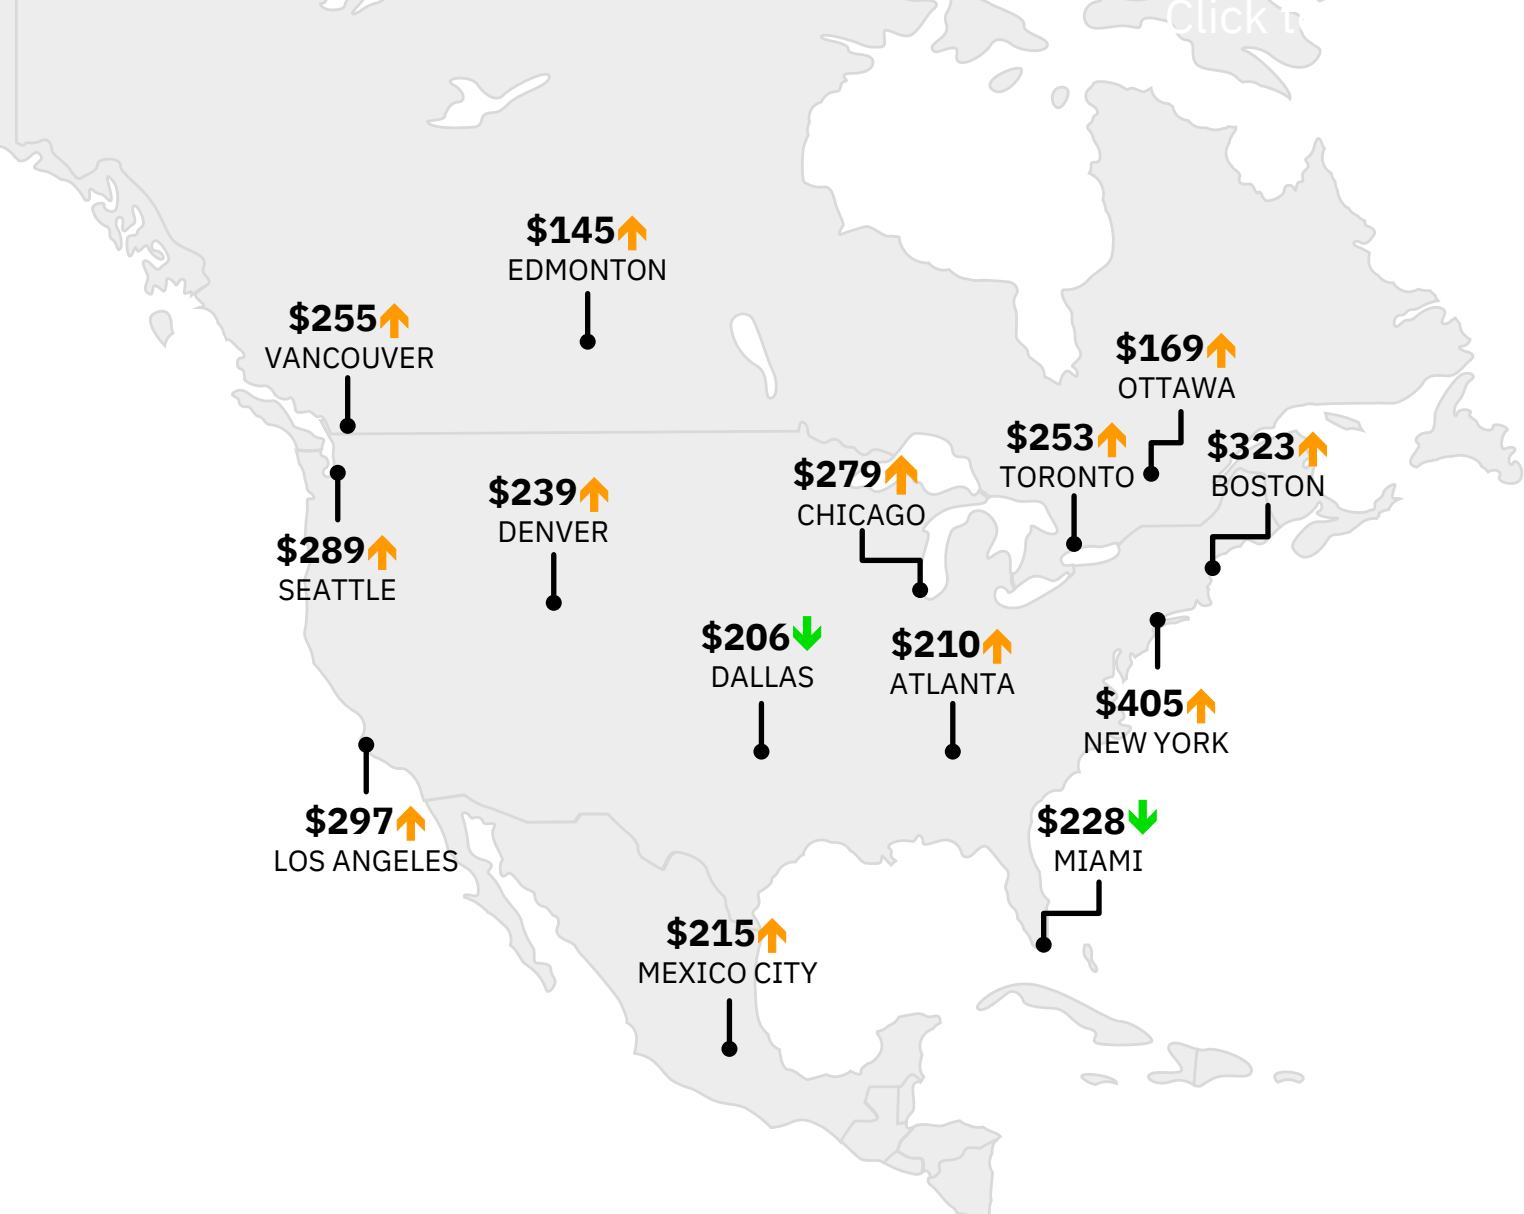 Click
$145
EDMONTON
$255
VANCOUVER
$169
OTTAWA
$253
TORONTO
$323
BOSTON
$279
CHICAGO
$239
DENVER
$289
SEATTLE
$206
DALLAS
$210
ATLANTA
$405
NEW YORK
$297
LOS ANGELES
$228
MIAMI
$215
MEXICO CITY